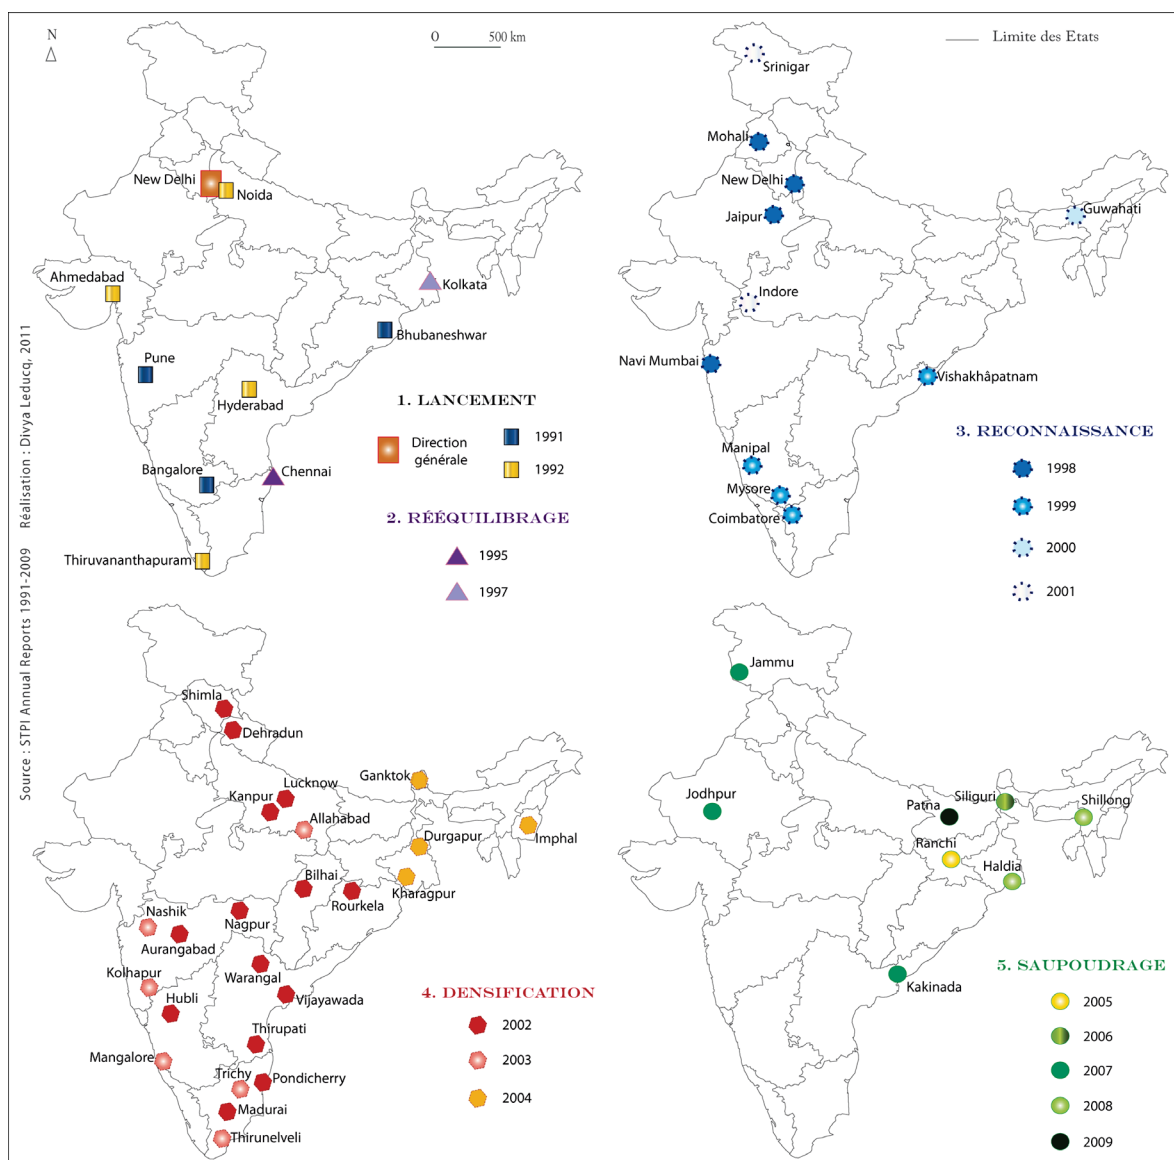 N
0 500 km
Limite des Etats
New Delhi
Noida
Ahmedabad
Kolkata
Bhubaneshwar
Pune
Hyderabad
Bangalore
Chennai
Thiruvananthapuram
1. LANCEMENT
Direction
générale
1991
1992
2. RÉÉQUILIBRAGE
1995
1997
Srinigar
Mohali
New Delhi
Jaipur
Guwahati
Indore
Navi Mumbai
Vishakhâpatnam
Manipal
Mysore
Coimbatore
3. RECONNAISSANCE
1998
1999
2000
2001
Shimla
Dehradun
Lucknow
Kanpur
Allahabad
Ganktok
Durgapur
Imphal
Bilhai
Rourkela
Kharagpur
Nashik
Nagpur
Aurangabad
Kolhapur
Warangal
Hubli
Vijayawada
Thirupati
Mangalore
Trichy
Pondicherry
Madurai
Thirunelveli
4. DENSIFICATION
2002
2003
2004
Jammu
Jodhpur
Patna
Siliguri
Shillong
Ranchi
Haldia
Kakinada
5. SAUPOUDRAGE
2005
2006
2007
2008
2009
Source : STPI Annual Reports 1991-2009 Réalisation : Divya Leducq, 2011